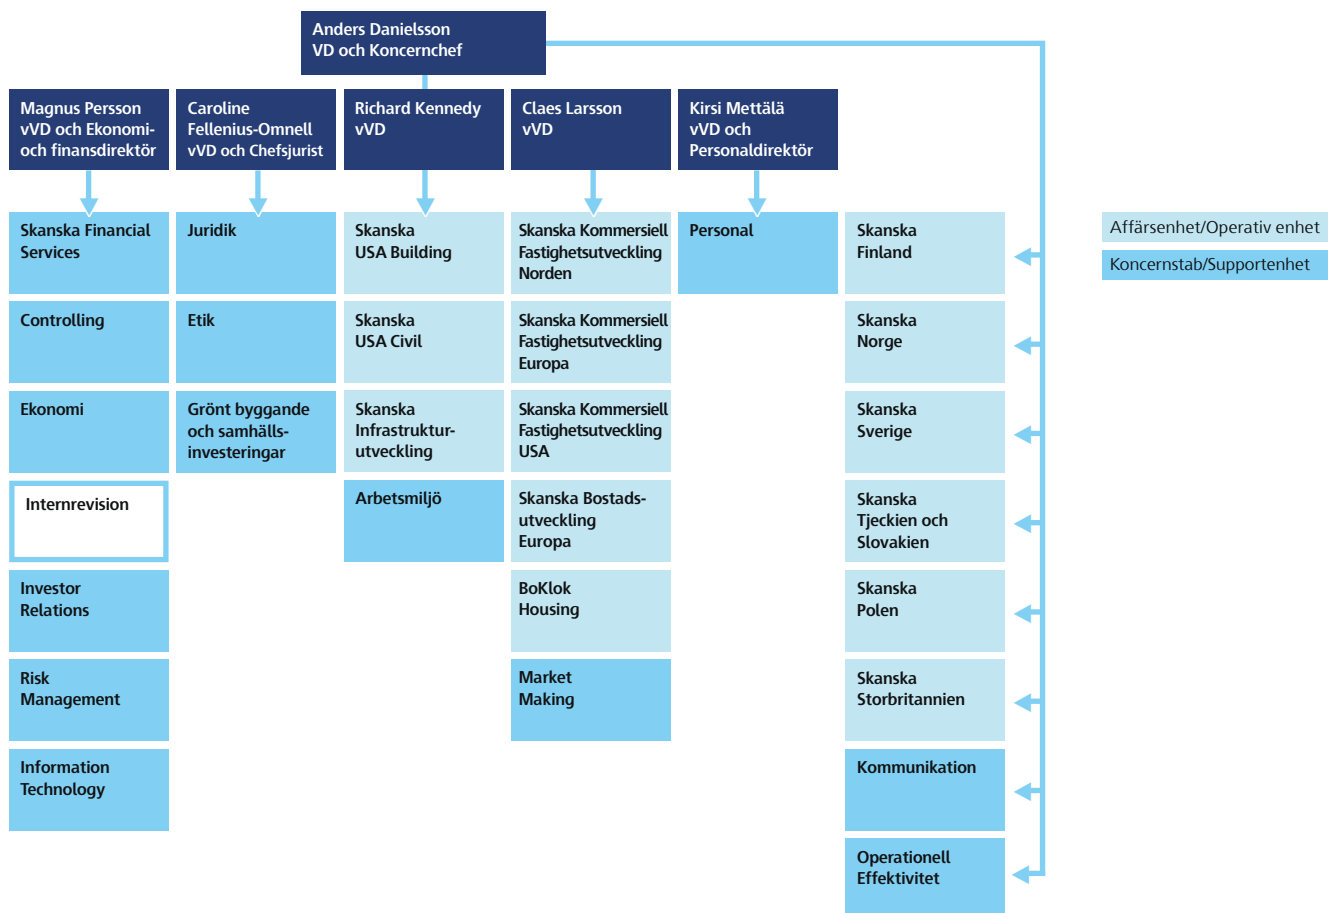 Anders Danielsson
VD och Koncernchef
Magnus Persson
vVD och Ekonomi-
och finansdirektör
Caroline
Fellenius-Omnell
vVD och Chefsjurist
Richard Kennedy
vVD
Claes Larsson
vVD
Kirsi Mettälä
vVD och
Personaldirektör
Skanska Financial
Services
Controlling
Ekonomi
Internrevision
Investor
Relations
Risk
Management
Information
Technology
Juridik
Etik
Grönt byggande
och samhälls-
investeringar
Skanska
USA Building
Skanska
USA Civil
Skanska
Infrastruktur-
utveckling
Arbetsmiljö
Skanska Kommersiell
Fastighetsutveckling
Norden
Skanska Kommersiell
Fastighetsutveckling
Europa
Skanska Kommersiell
Fastighetsutveckling
USA
Skanska Bostads-
utveckling
Europa
BoKlok
Housing
Market
Making
Personal
Skanska
Finland
Skanska
Norge
Skanska
Sverige
Skanska
Tjeckien och
Slovakien
Skanska
Polen
Skanska
Storbritannien
Kommunikation
Operationell
Effektivitet
Affärsenhet/Operativ enhet
Koncernstab/Supportenhet